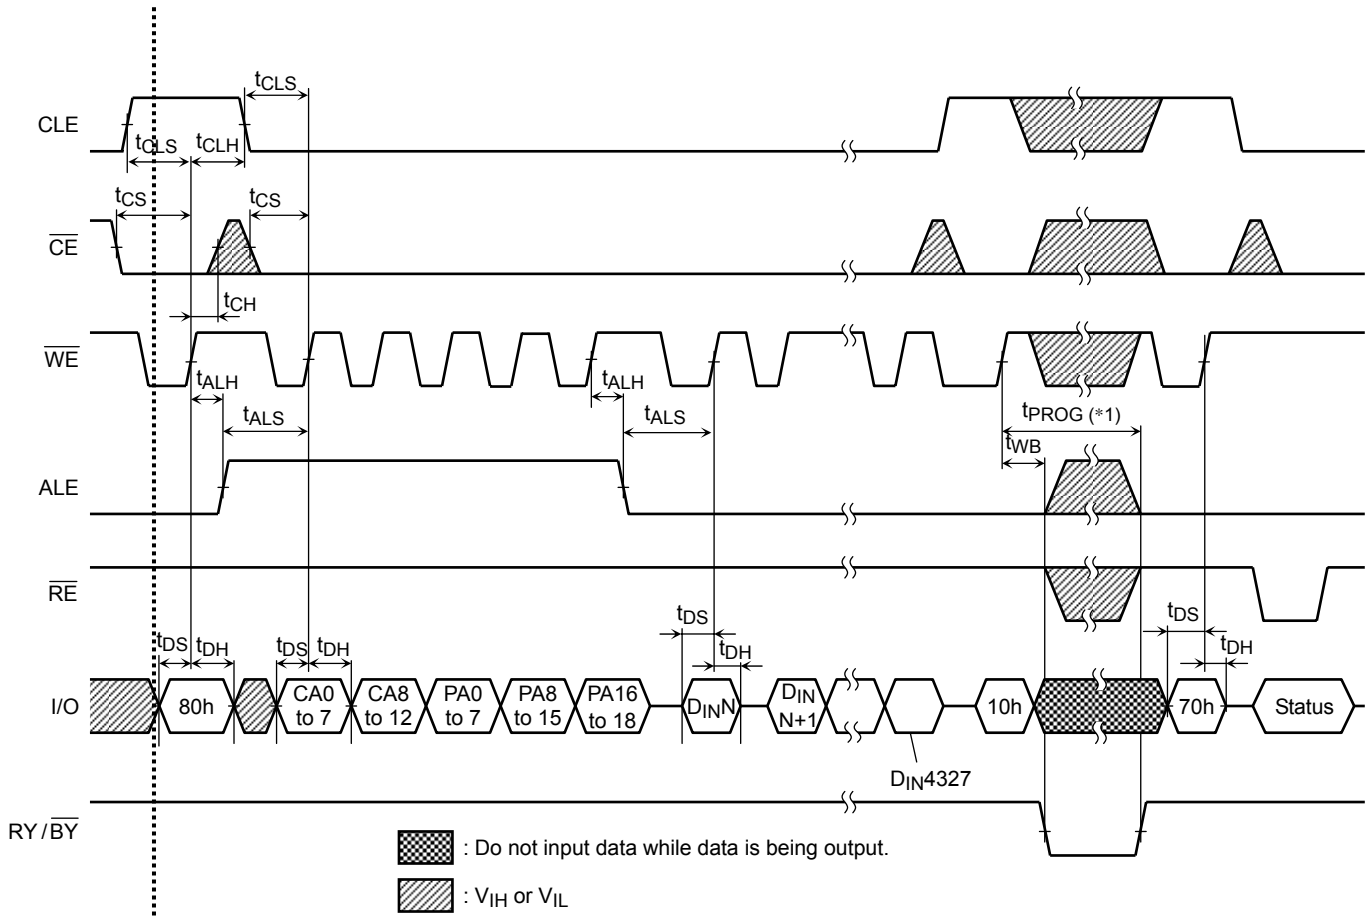 tCLS
CLE
tCLS
tCLH
tCS
tCS
CE
tCH
WE
tALH
tALH
tALS
tALS
tPROG (*1)
tWB
ALE
RE
tDS
tDH
tDS
tDH
tDS
tDH
tDS
tDH
I/O
80h
CA0 to 7
CA8 to 12
PA0 to 7
PA8 to 15
PA16 to 18
DINN
DIN N+1
10h
70h
Status
DIN4327
RY/BY
: Do not input data while data is being output.
: VIH or VIL